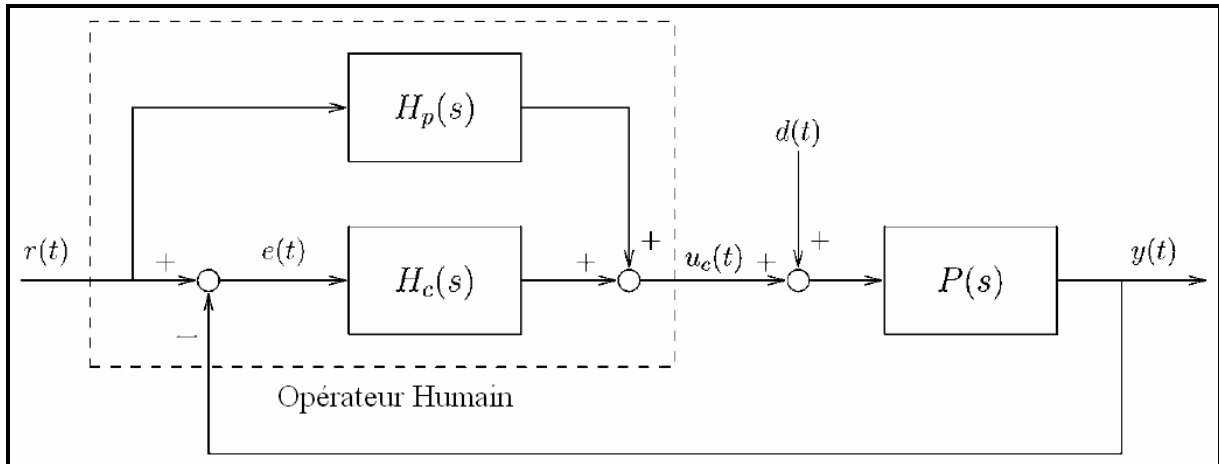 H_p(s)
d(t)
r(t)
+
e(t)
H_c(s)
+
+
u_c(t)
+
+
P(s)
y(t)
−
Opérateur Humain